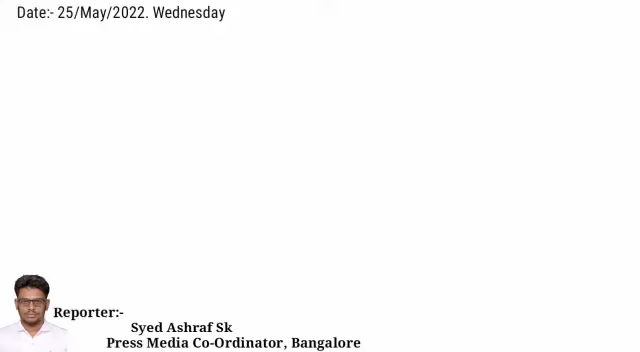 Date:- 25/May/2022. Wednesday
Reporter:-
Syed Ashraf Sk
Press Media Co-Ordinator, Bangalore